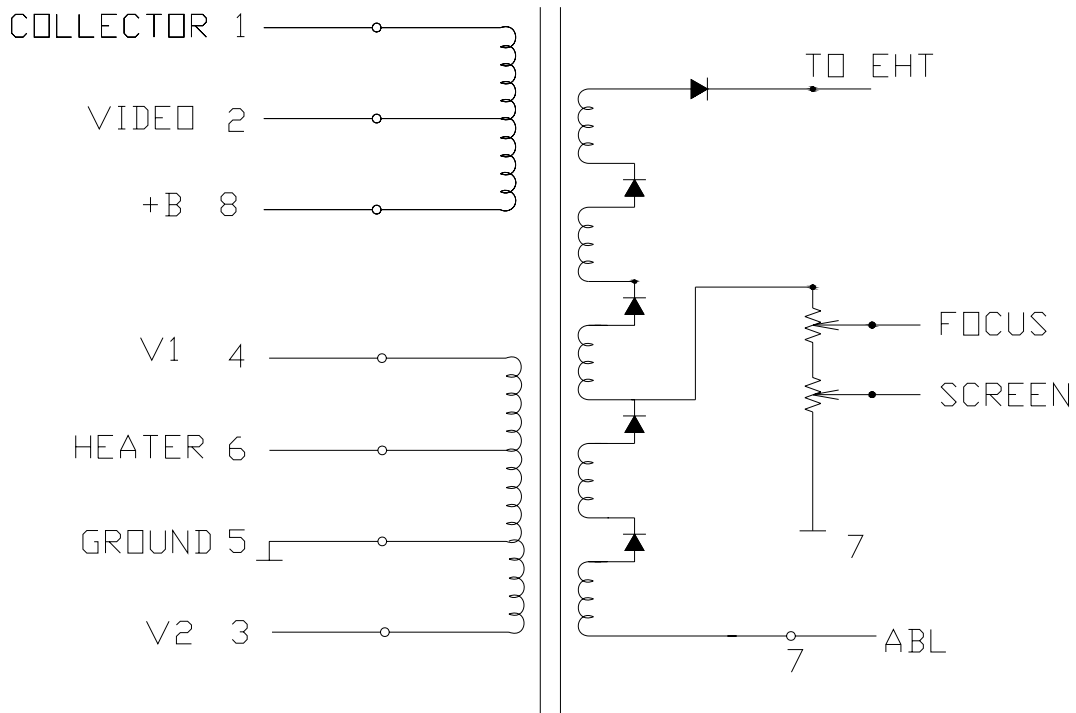 COLLECTOR 1
TO EHT
VIDEO 2
+B 8
FOCUS
V1 4
SCREEN
HEATER 6
GROUND 5
7
V2 3
ABL
7